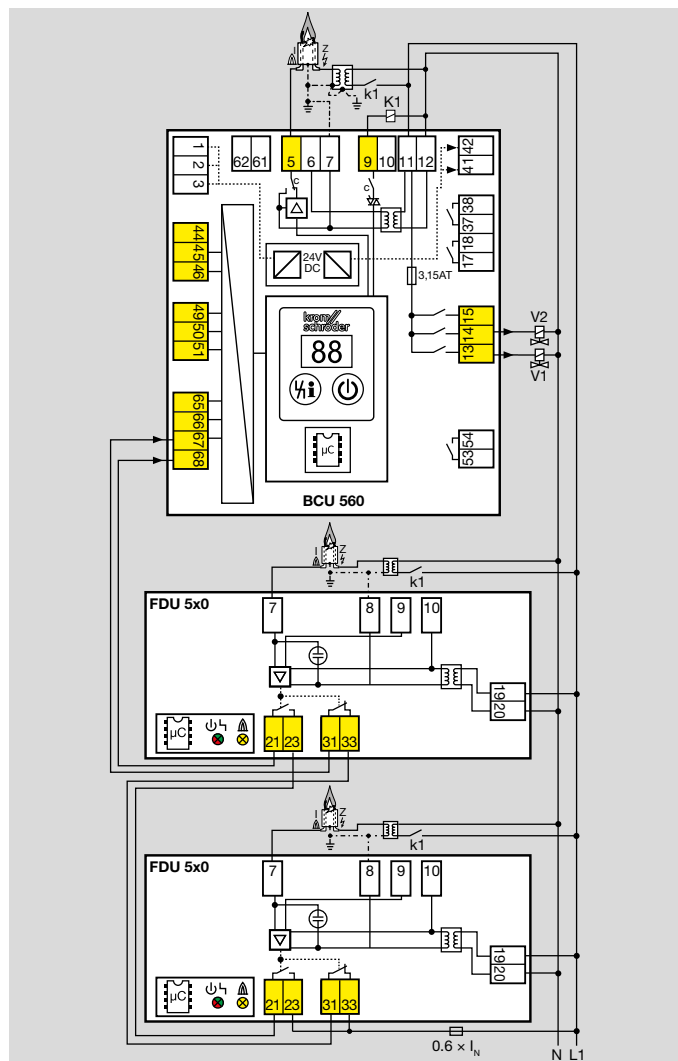 I Z
k1
K1
1 2 3
62 61
5 6 7
9 10
11 12
42 41
c
c
38 37 18 17
44 45 46
24V
DC
3,15AT
49 50 51
krom//
schröder
88
i
15 14 13
V2
V1
65 66 67 68
µC
54 53
BCU 560
I Z
k1
FDU 5x0
7 8 9 10
19 20
µC
21 23 31 33
I Z
k1
FDU 5x0
7 8 9 10
19 20
µC
21 23 31 33
0.6 × IN
N L1